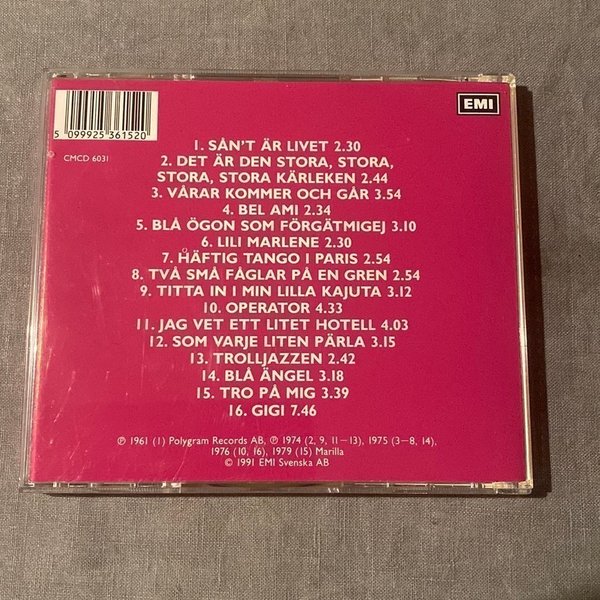 EMI
5 099925 361520
CMCD 6031
1. SÅN'T ÄR LIVET 2.30
2. DET ÄR DEN STORA, STORA,
STORA, STORA KÄRLEKEN 2.44
3. VÅRAR KOMMER OCH GÅR 3.54
4. BEL AMI 2.34
5. BLÅ ÖGON SOM FÖRGÄTMIGEJ 3.10
6. LILI MARLENE 2.30
7. HÄFTIG TANGO I PARIS 2.54
8. TVÅ SMÅ FÅGLAR PÅ EN GREN 2.54
9. TITTA IN I MIN LILLA KAJUTA 3.12
10. OPERATOR 4.33
11. JAG VET ETT LITET HOTELL 4.03
12. SOM VARJE LITEN PÄRLA 3.15
13. TROLLJAZZEN 2.42
14. BLÅ ÄNGEL 3.18
15. TRO PÅ MIG 3.39
16. GIGI 7.46
℗ 1961 (1) Polygram Records AB, ℗ 1974 (2, 9, 11–13), 1975 (3–8, 14),
1976 (10, 16), 1979 (15) Marilla
© 1991 EMI Svenska AB